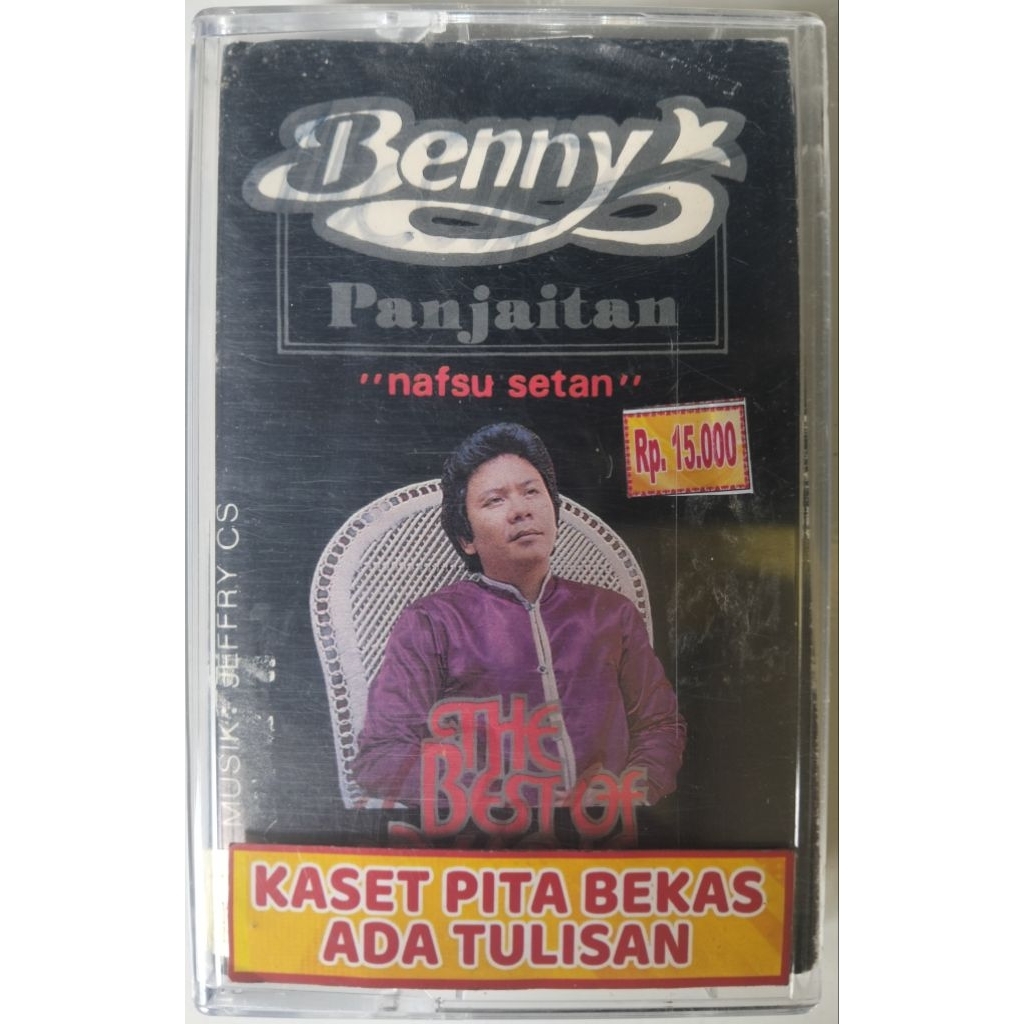 Benny
Panjaitan
"nafsu setan"
Rp. 15.000
MUSIK: JEFFRY CS
THE
BEST OF
KASET PITA BEKAS
ADA TULISAN